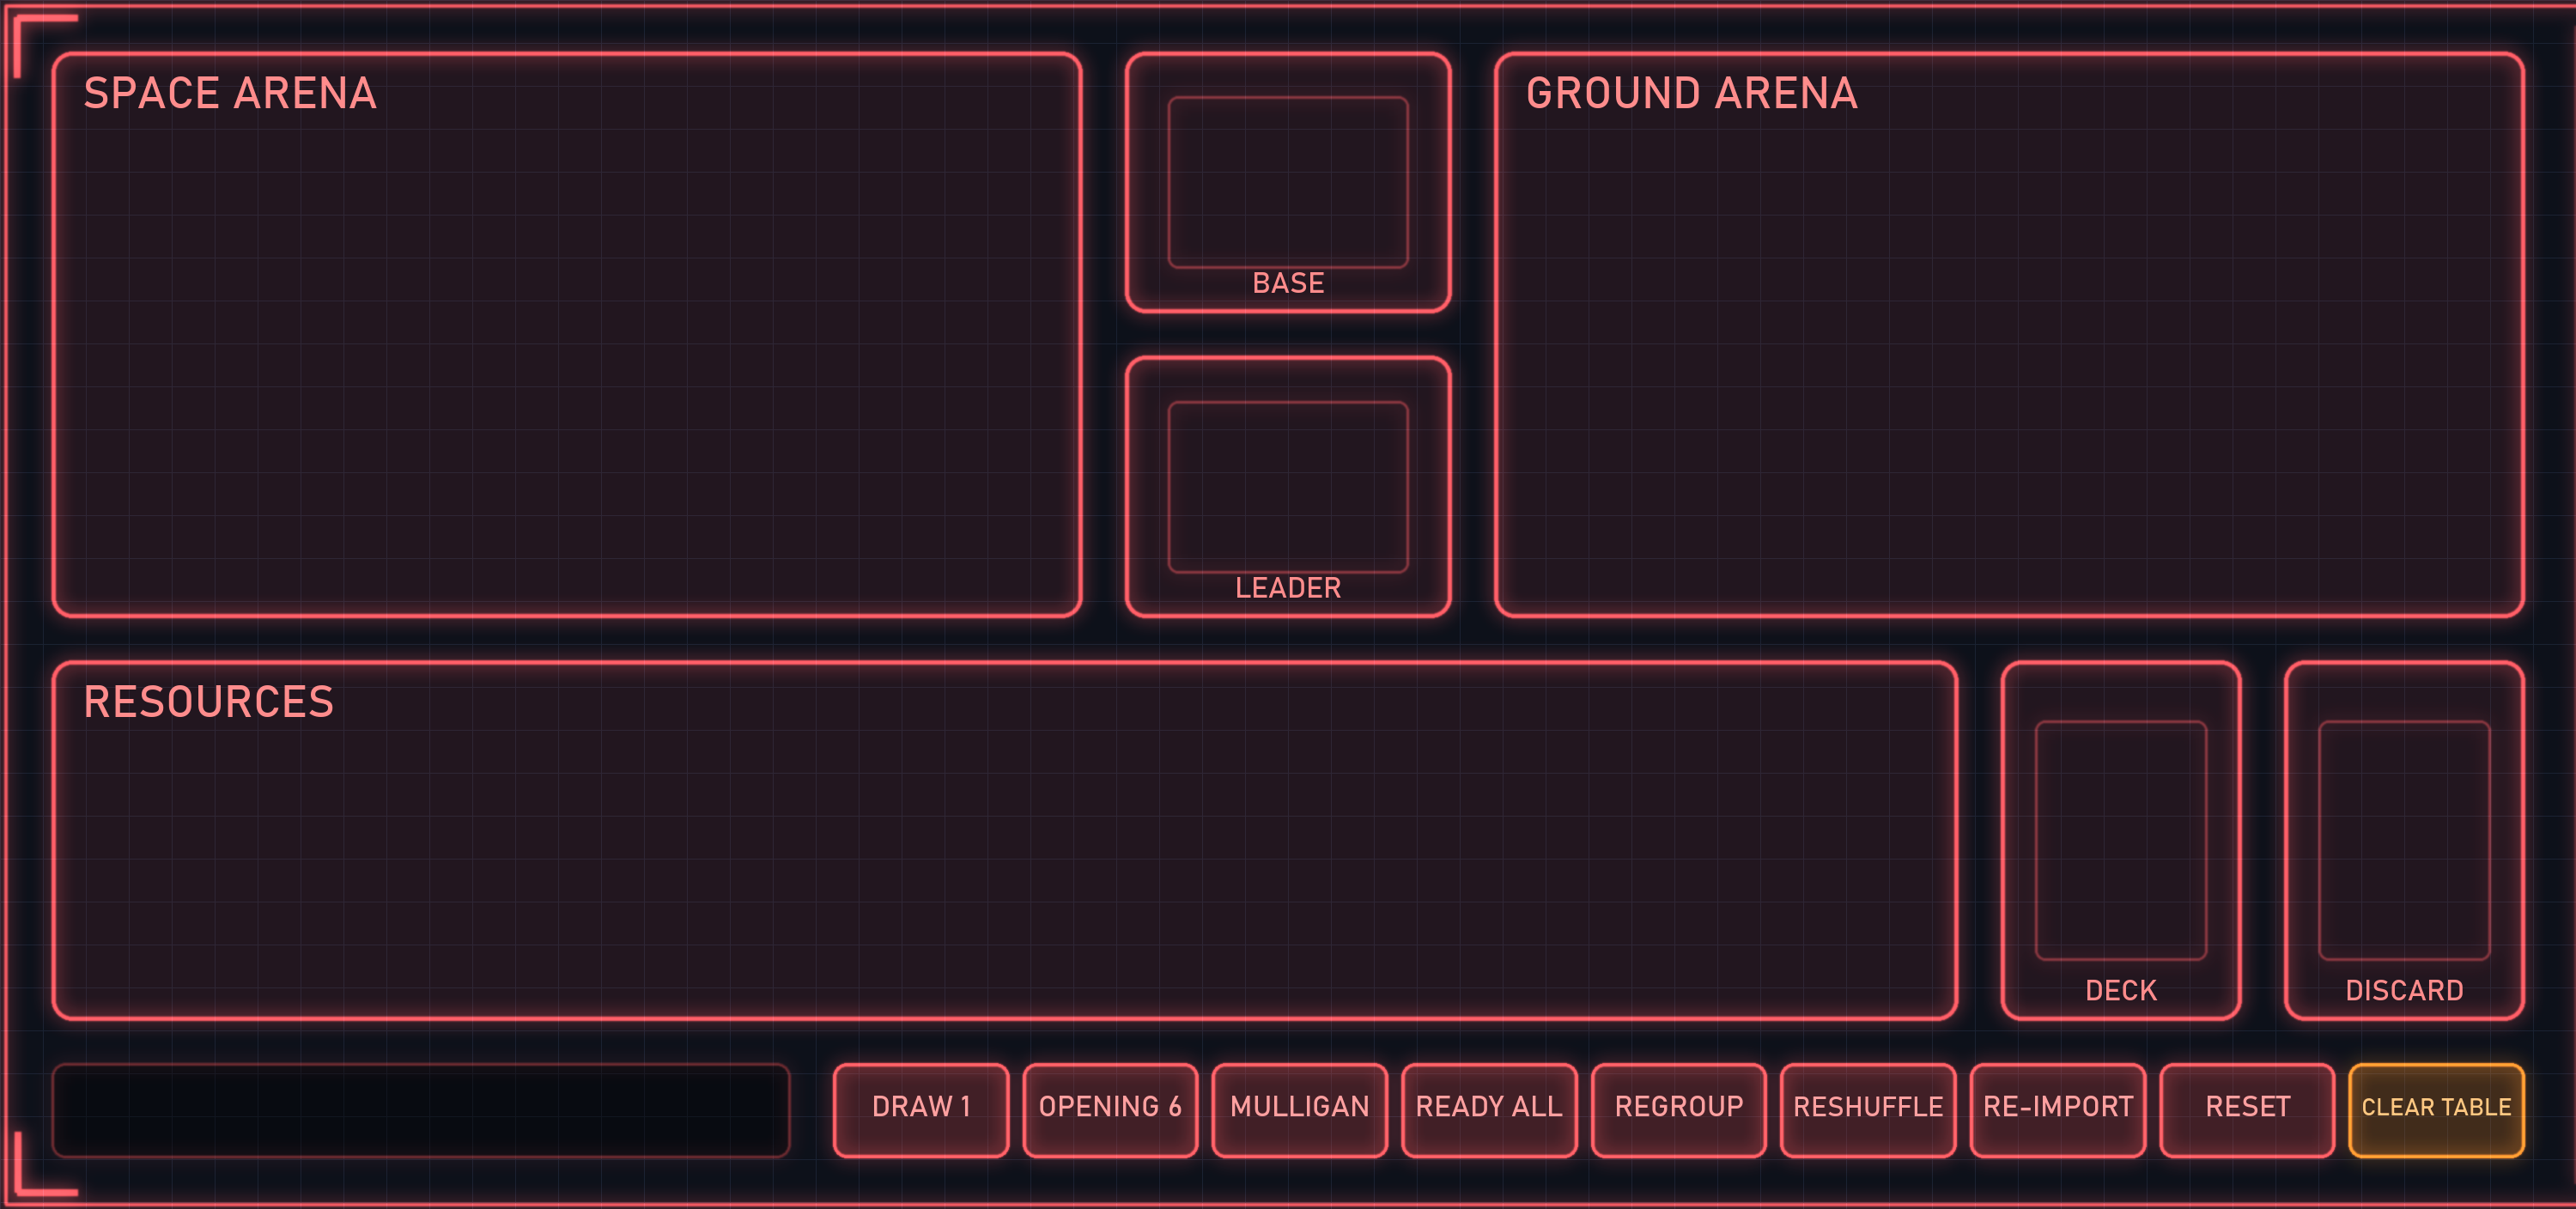 SPACE ARENA
BASE
GROUND ARENA
LEADER
RESOURCES
DECK
DISCARD
DRAW 1
OPENING 6
MULLIGAN
READY ALL
REGROUP
RESHUFFLE
RE-IMPORT
RESET
CLEAR TABLE